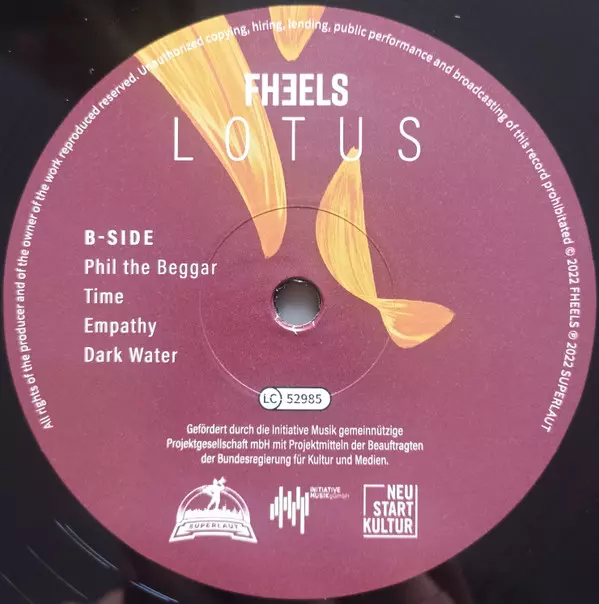 All rights of the producer and of the owner of the work reproduced reserved. Unauthorized copying, hiring, lending, public performance and broadcasting of this record prohibitated © 2022 FHEELS ℗ 2022 SUPERLAUT
FHƎELS
LOTUS
B-SIDE
Phil the Beggar
Time
Empathy
Dark Water
LC 52985
Gefördert durch die Initiative Musik gemeinnützige
Projektgesellschaft mbH mit Projektmitteln der Beauftragten
der Bundesregierung für Kultur und Medien.
SUPERLAUT
INITIATIVE
MUSIKgGmbH
NEU
START
KULTUR